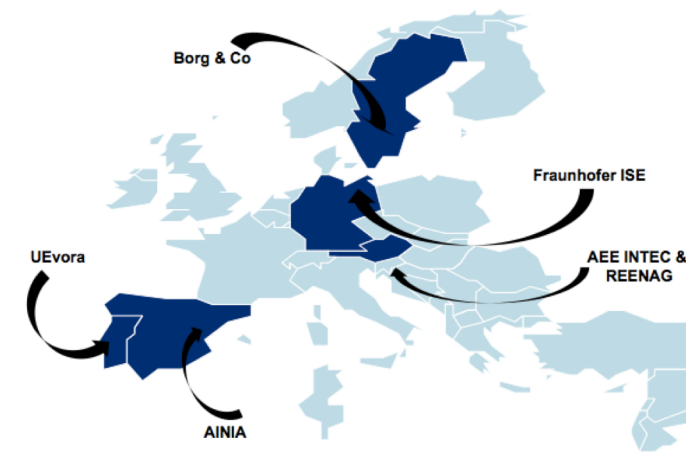 Borg & Co
Fraunhofer ISE
UEvora
AEE INTEC &
REENAG
AINIA